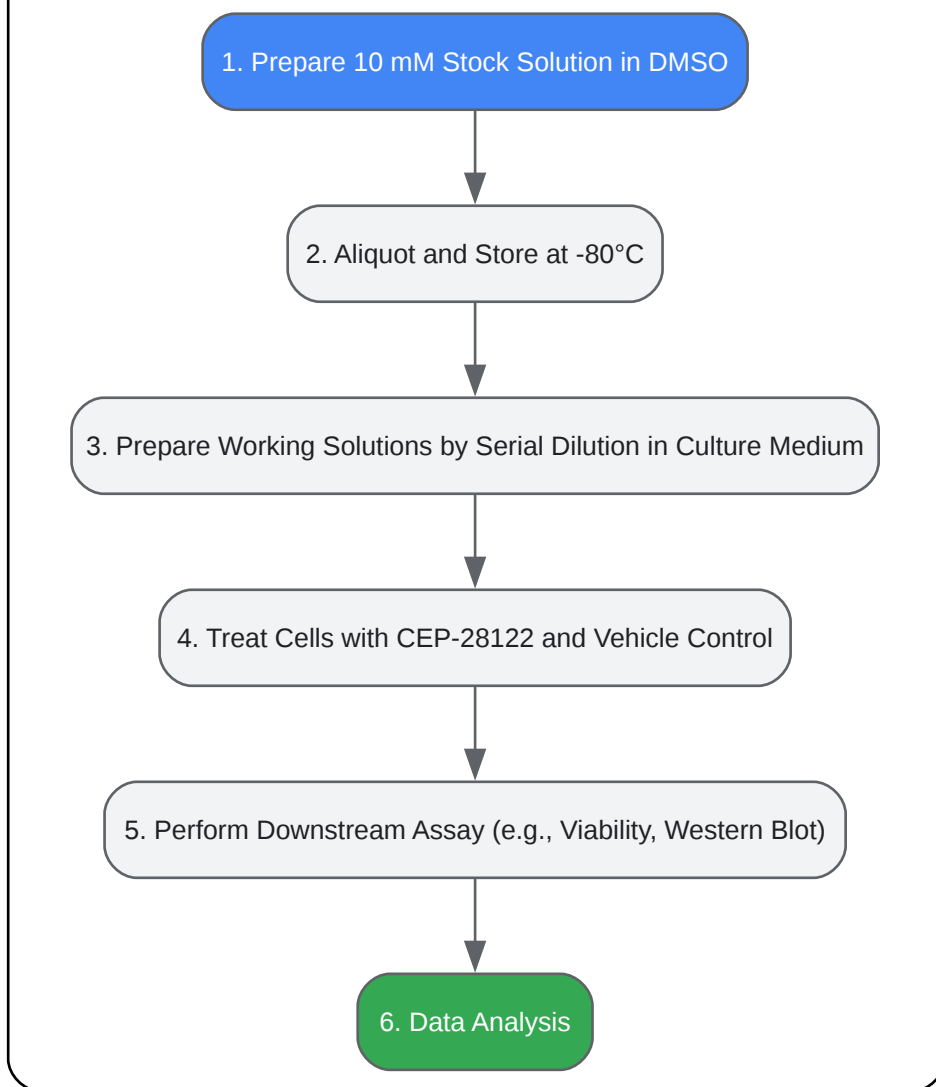 1. Prepare 10 mM Stock Solution in DMSO
2. Aliquot and Store at -80°C
3. Prepare Working Solutions by Serial Dilution in Culture Medium
4. Treat Cells with CEP-28122 and Vehicle Control
5. Perform Downstream Assay (e.g., Viability, Western Blot)
6. Data Analysis